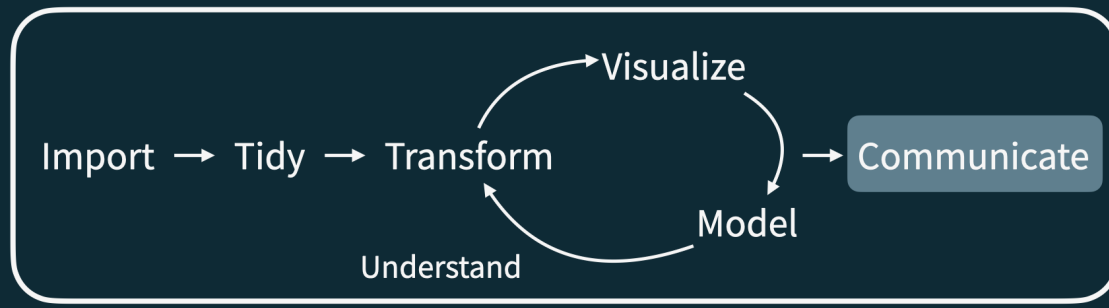 Visualize
Import → Tidy → Transform → Communicate
Model
Understand